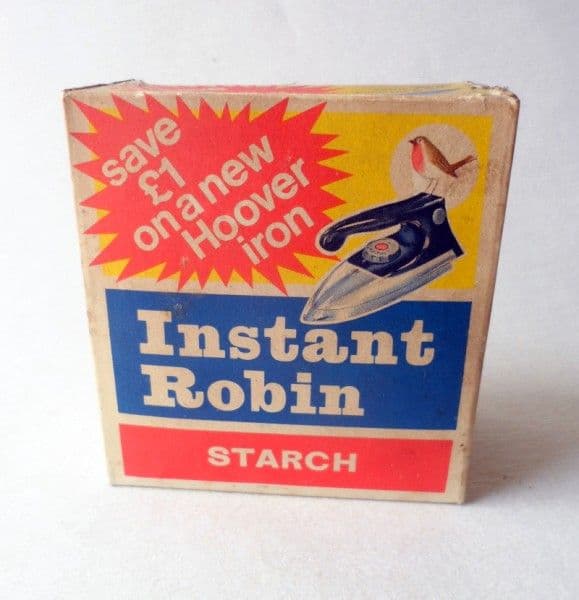 save
£1
on a new
Hoover
iron
Instant
Robin
STARCH